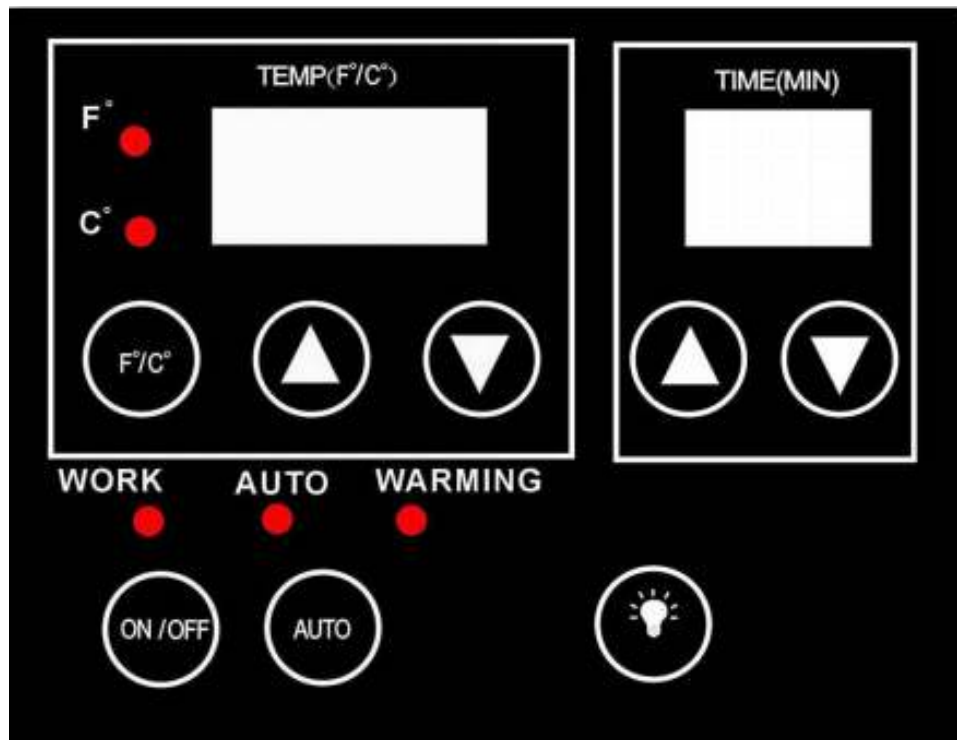 TEMP(F°/C°)
TIME(MIN)
F°
C°
F°/C°
WORK
AUTO
WARMING
ON/OFF
AUTO